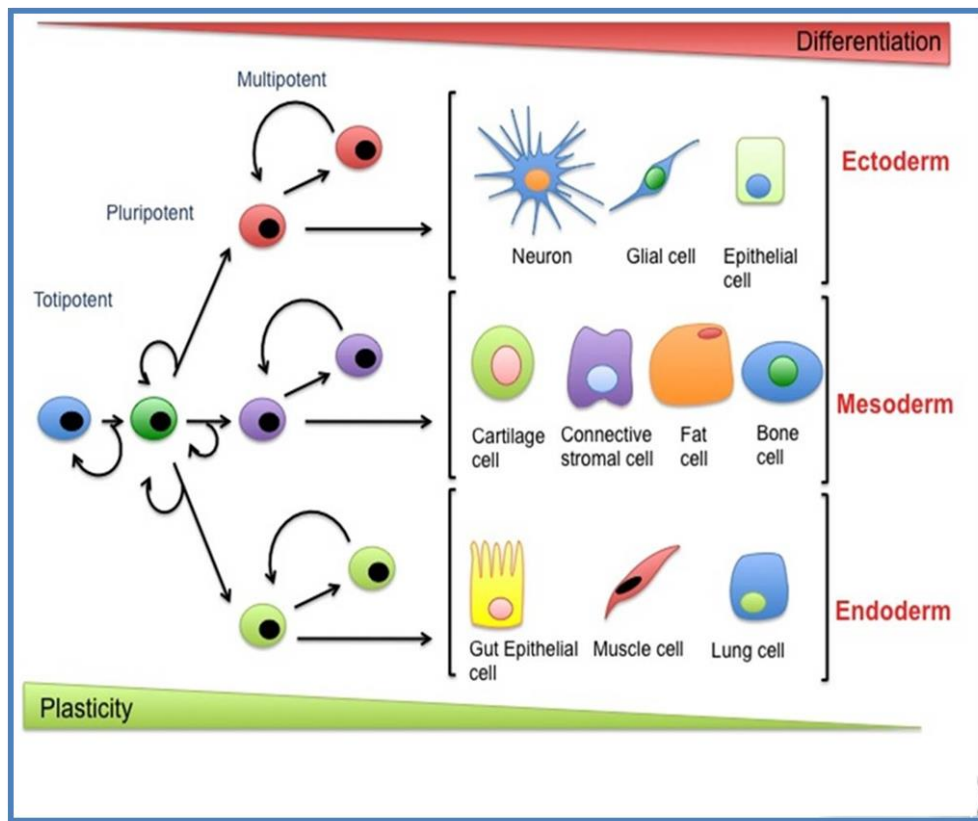 Differentiation
Multipotent
Pluripotent
Totipotent
Neuron
Glial cell
Epithelial
cell
Ectoderm
Cartilage
cell
Connective
stromal cell
Fat
cell
Bone
cell
Mesoderm
Gut Epithelial
cell
Muscle cell
Lung cell
Endoderm
Plasticity